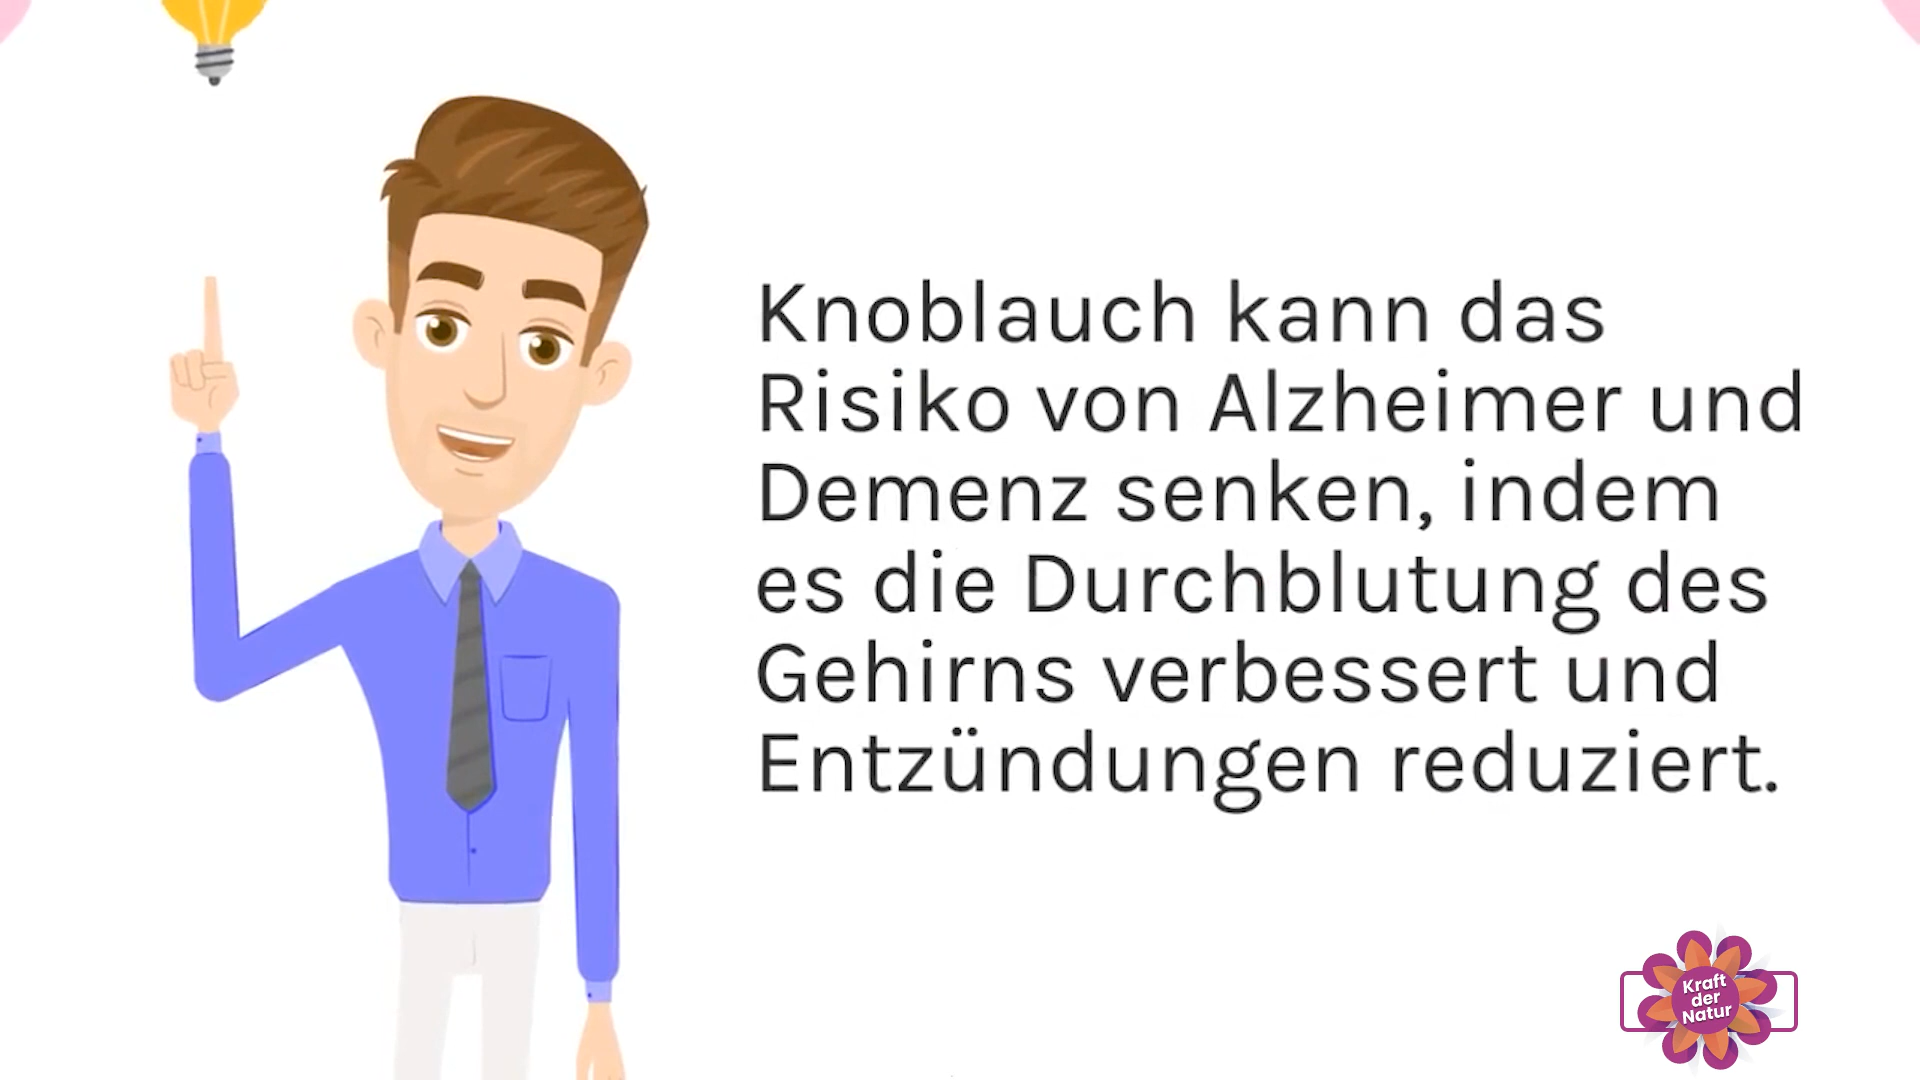 Knoblauch kann das
Risiko von Alzheimer und
Demenz senken, indem
es die Durchblutung des
Gehirns verbessert und
Entzündungen reduziert.
Kraft
der
Natur